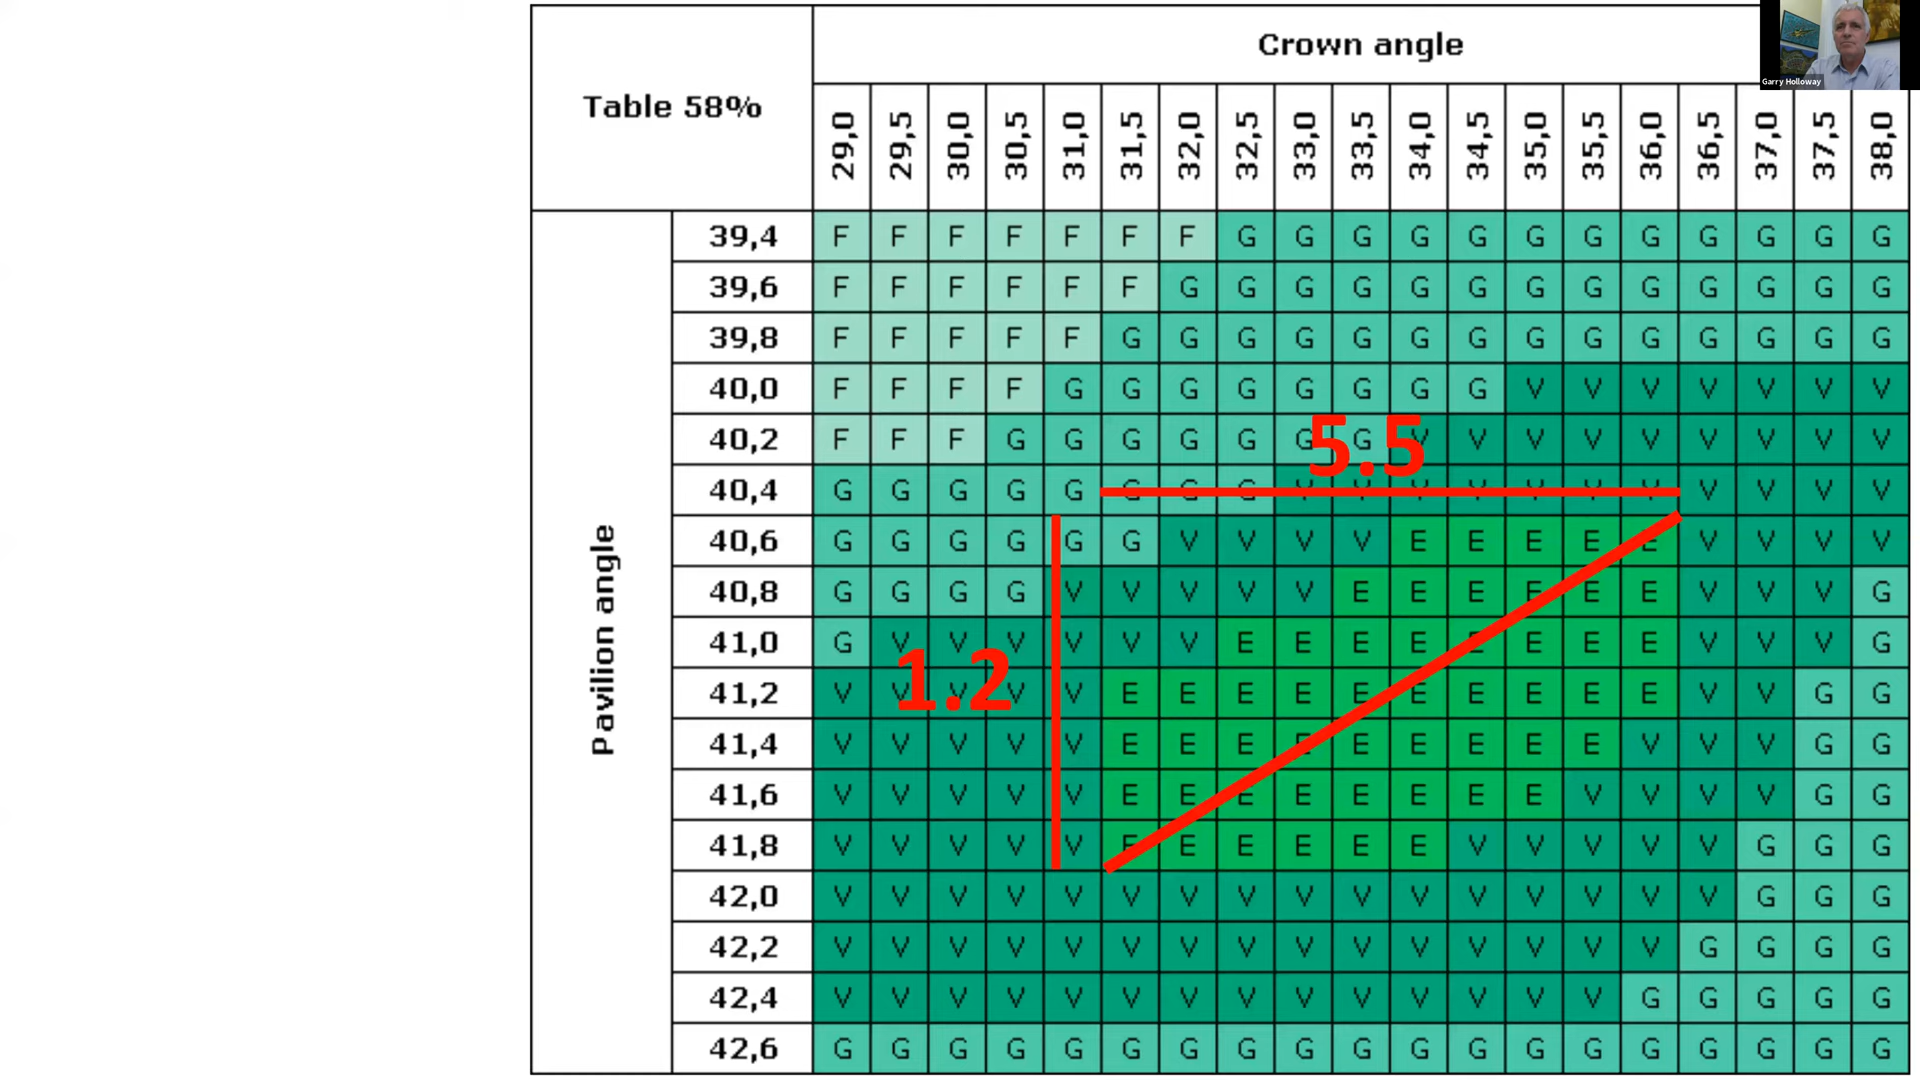 Crown angle
Garry Holloway
Table 58%
29,0 29,5 30,0 30,5 31,0 31,5 32,0 32,5 33,0 33,5 34,0 34,5 35,0 35,5 36,0 36,5 37,0 37,5 38,0
Pavilion angle
39,4 F F F F F F F G G G G G G G G G G G G
39,6 F F F F F F G G G G G G G G G G G G G
39,8 F F F F F G G G G G G G G G G G G G G
40,0 F F F F G G G G G G G G V V V V V V V
40,2 F F F G G G G G G G V V V V V V V V V
5.5
40,4 G G G G G G G G V V V V V V V V V V V
40,6 G G G G G G V V V V E E E E E V V V V
40,8 G G G G V V V V V E E E E E E V V V G
41,0 G V V V V V V E E E E E E E E V V V G
1.2
41,2 V V V V V E E E E E E E E E E V V G G
41,4 V V V V V E E E E E E E E E V V V G G
41,6 V V V V V E E E E E E E E V V V V G G
41,8 V V V V V E E E E E E V V V V V G G G
42,0 V V V V V V V V V V V V V V V V G G G
42,2 V V V V V V V V V V V V V V V G G G G
42,4 V V V V V V V V V V V V V V G G G G G
42,6 G G G G G G G G G G G G G G G G G G G